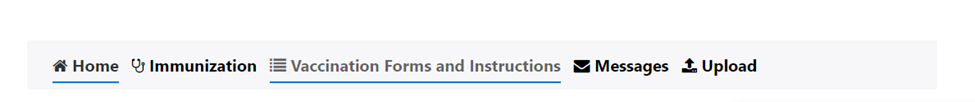 Home Immunization Vaccination Forms and Instructions Messages Upload